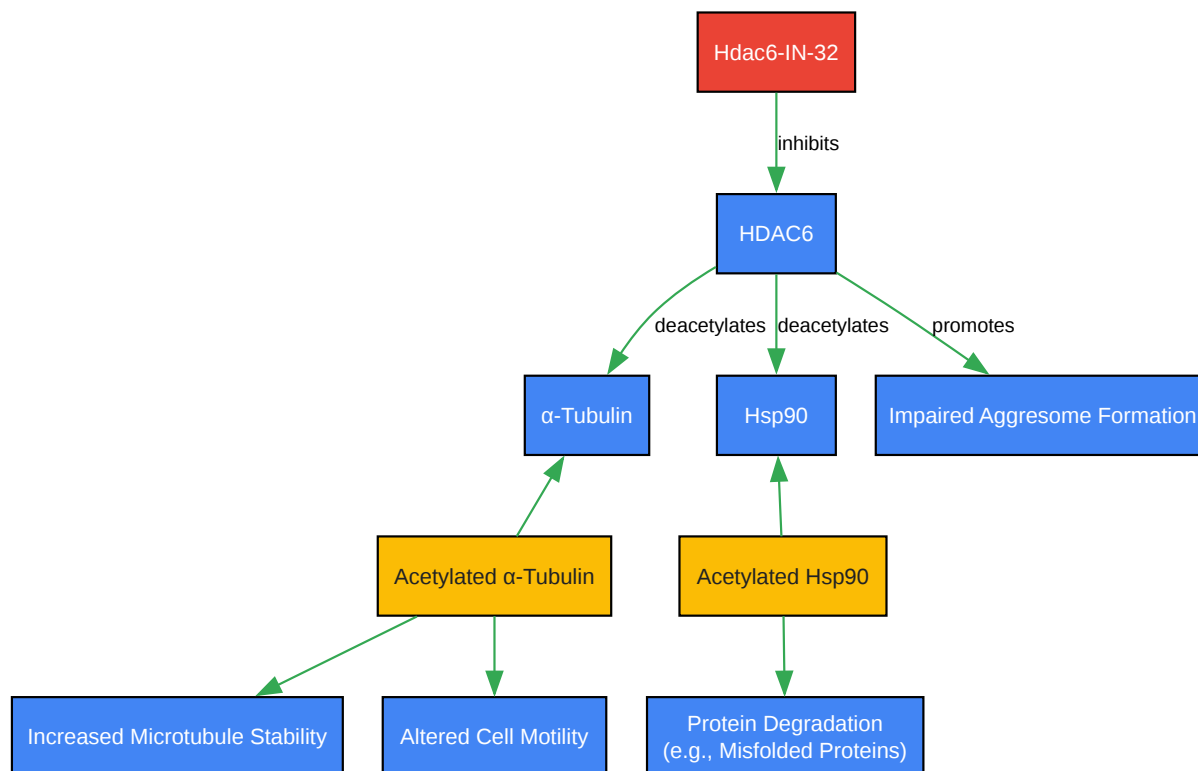 Hdac6-IN-32
inhibits
HDAC6
deacetylates
deacetylates
promotes
α-Tubulin
Hsp90
Impaired Aggresome Formation
Acetylated α-Tubulin
Acetylated Hsp90
Increased Microtubule Stability
Altered Cell Motility
Protein Degradation
(e.g., Misfolded Proteins)